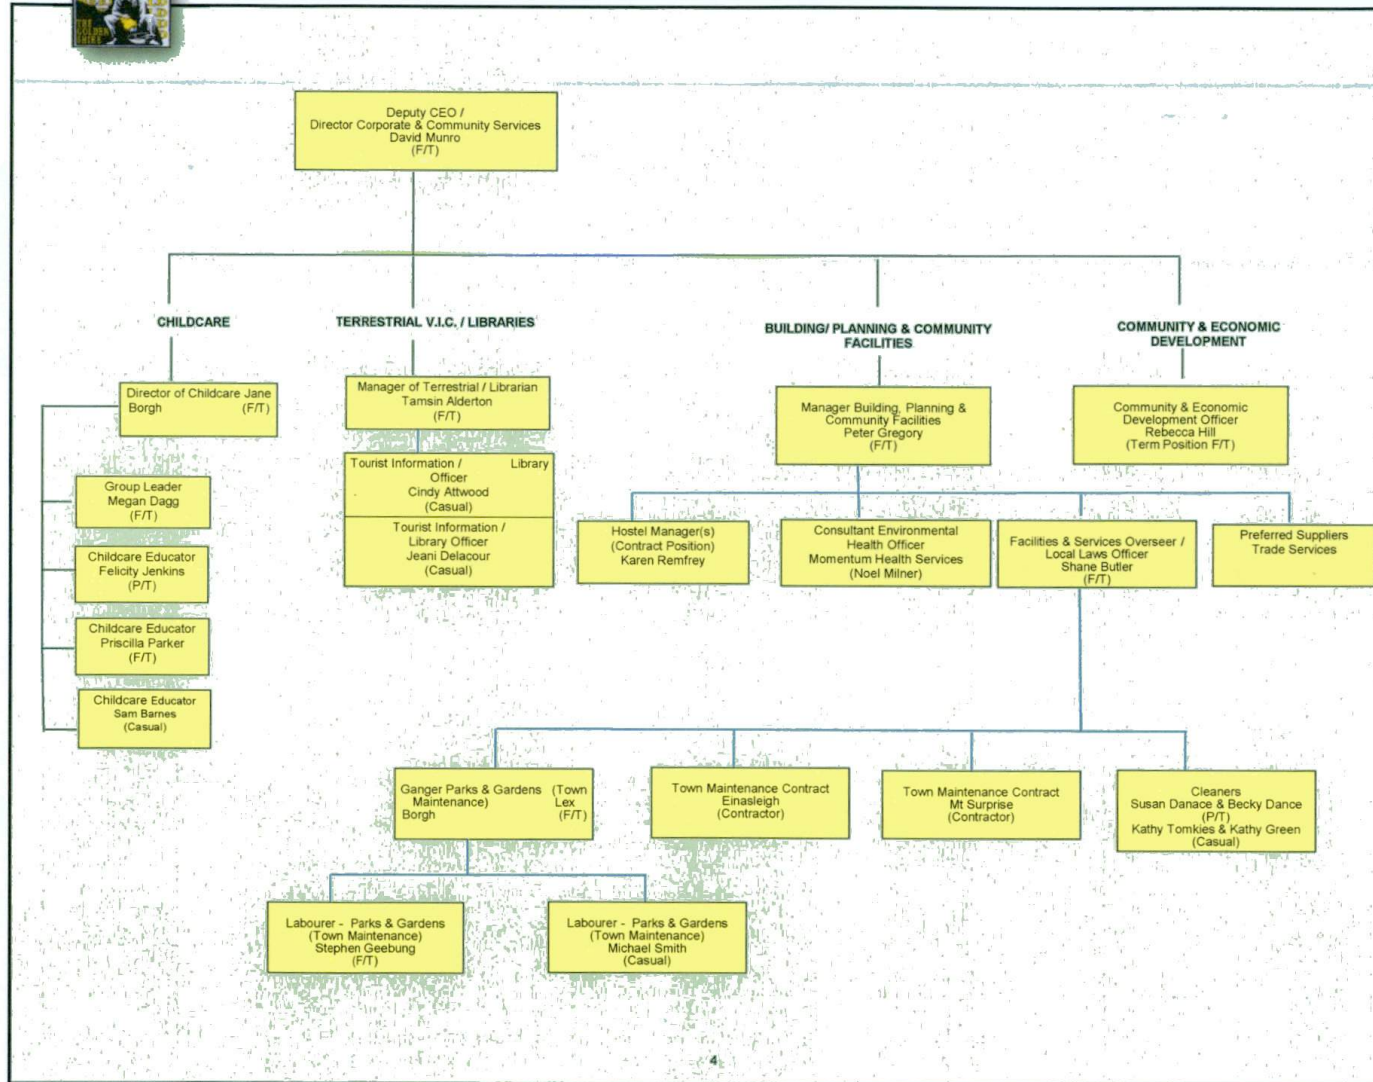 THE
GOLDEN
SHIRE
Deputy CEO /
Director Corporate & Community Services
David Munro
(F/T)
CHILDCARE
TERRESTRIAL V.I.C. / LIBRARIES
BUILDING/ PLANNING & COMMUNITY
FACILITIES
COMMUNITY & ECONOMIC
DEVELOPMENT
Director of Childcare Jane
Borgh (F/T)
Group Leader
Megan Dagg
(F/T)
Childcare Educator
Felicity Jenkins
(P/T)
Childcare Educator
Priscilla Parker
(F/T)
Childcare Educator
Sam Barnes
(Casual)
Manager of Terrestrial / Librarian
Tamsin Alderton
(F/T)
Tourist Information / Library
Officer
Cindy Attwood
(Casual)
Tourist Information /
Library Officer
Jeani Delacour
(Casual)
Manager Building, Planning &
Community Facilities
Peter Gregory
(F/T)
Community & Economic
Development Officer
Rebecca Hill
(Term Position F/T)
Hostel Manager(s)
(Contract Position)
Karen Remfrey
Consultant Environmental
Health Officer
Momentum Health Services
(Noel Milner)
Facilities & Services Overseer /
Local Laws Officer
Shane Butler
(F/T)
Preferred Suppliers
Trade Services
Ganger Parks & Gardens (Town
Maintenance) Lex
Borgh (F/T)
Town Maintenance Contract
Einasleigh
(Contractor)
Town Maintenance Contract
Mt Surprise
(Contractor)
Cleaners
Susan Danace & Becky Dance
(P/T)
Kathy Tomkies & Kathy Green
(Casual)
Labourer - Parks & Gardens
(Town Maintenance)
Stephen Geebung
(F/T)
Labourer - Parks & Gardens
(Town Maintenance)
Michael Smith
(Casual)
4